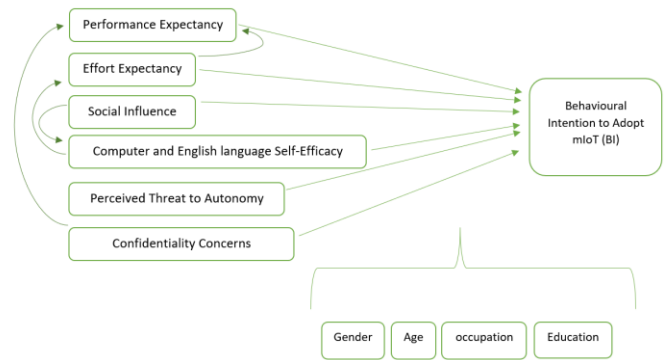 Performance Expectancy
Effort Expectancy
Social Influence
Computer and English language Self-Efficacy
Perceived Threat to Autonomy
Confidentiality Concerns
Behavioural
Intention to Adopt
mIoT (BI)
Gender
Age
occupation
Education